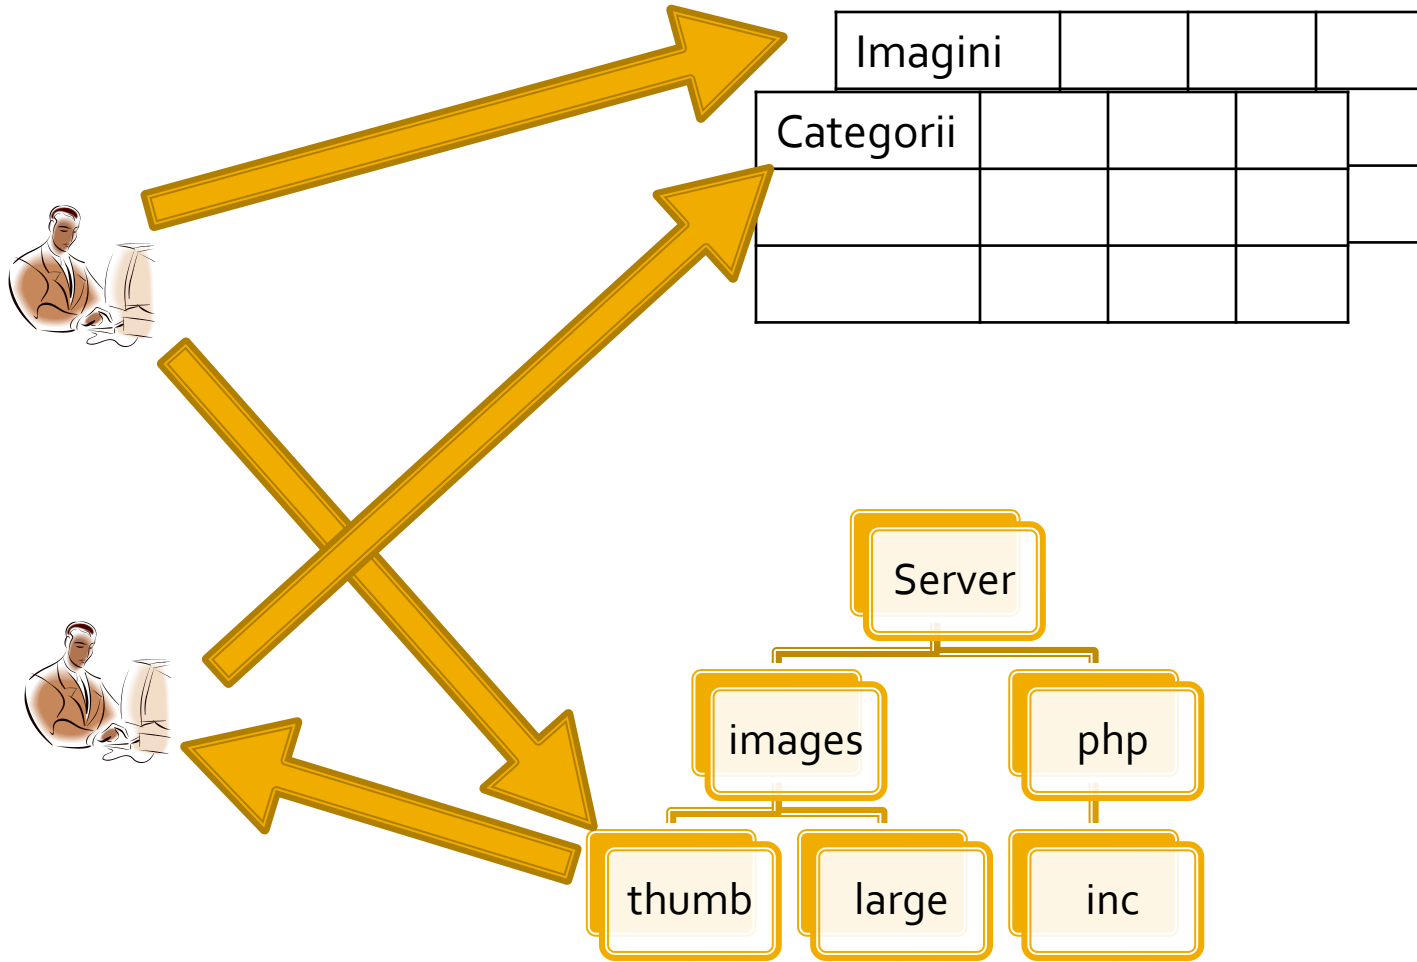 Imagini
Categorii
Server
images
php
thumb
large
inc